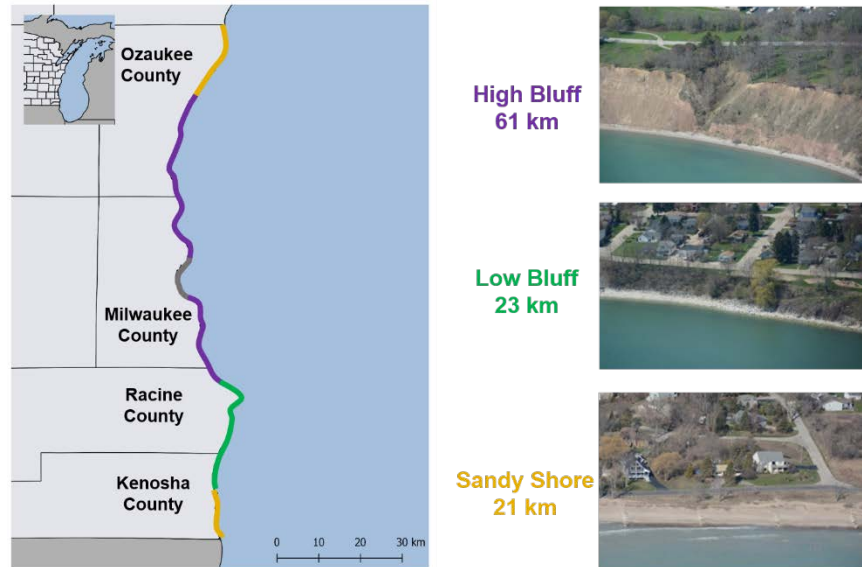 Ozaukee
County
Milwaukee
County
Racine
County
Kenosha
County
0 10 20 30 km
High Bluff
61 km
Low Bluff
23 km
Sandy Shore
21 km